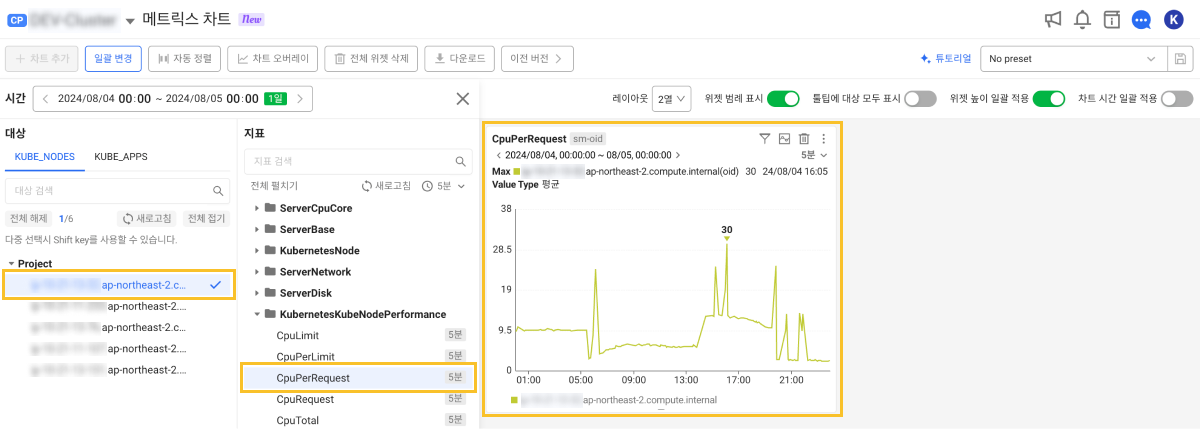 CP 메트릭스 차트 New K
+ 차트 추가 일괄 변경 자동 정렬 차트 오버레이 전체 위젯 삭제 다운로드 이전 버전 튜토리얼 No preset
시간 2024/08/04 00:00 ~ 2024/08/05 00:00 1일
레이아웃 2열 위젯 범례 표시 툴팁에 대상 모두 표시 위젯 높이 일괄 적용 차트 시간 일괄 적용
대상
KUBE_NODES KUBE_APPS
대상 검색
전체 해제 1/6 새로고침 전체 접기
다중 선택시 Shift key를 사용할 수 있습니다.
Project
ap-northeast-2.c...
ap-northeast-2....
ap-northeast-2.c...
ap-northeast-2....
ap-northeast-2....
지표
지표 검색
전체 펼치기 새로고침 5분
ServerCpuCore
ServerBase
KubernetesNode
ServerNetwork
ServerDisk
KubernetesKubeNodePerformance
CpuLimit 5분
CpuPerLimit 5분
CpuPerRequest 5분
CpuRequest 5분
CpuTotal 5분
CpuPerRequest sm-oid
2024/08/04, 00:00:00 ~ 08/05, 00:00:00 5분
Max ap-northeast-2.compute.internal(oid) 30 24/08/04 16:05
Value Type 평균
38
28.5
19
9.5
0
30
01:00 05:00 09:00 13:00 17:00 21:00
ap-northeast-2.compute.internal